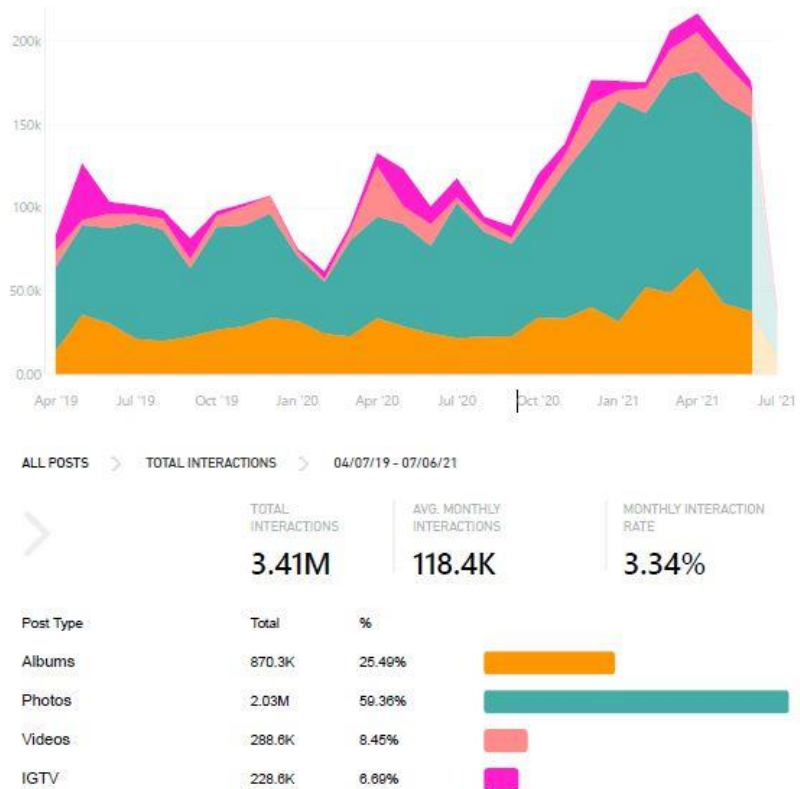 200k
150k
100k
50.0k
0.00
Apr '19 Jul '19 Oct '19 Jan '20 Apr '20 Jul '20 Oct '20 Jan '21 Apr '21 Jul '21
ALL POSTS TOTAL INTERACTIONS 04/07/19 - 07/06/21
TOTAL INTERACTIONS
3.41M
AVG. MONTHLY INTERACTIONS
118.4K
MONTHLY INTERACTION RATE
3.34%
Post Type Total %
Albums 870.3K 25.49%
Photos 2.03M 59.36%
Videos 288.6K 8.45%
IGTV 228.6K 6.69%